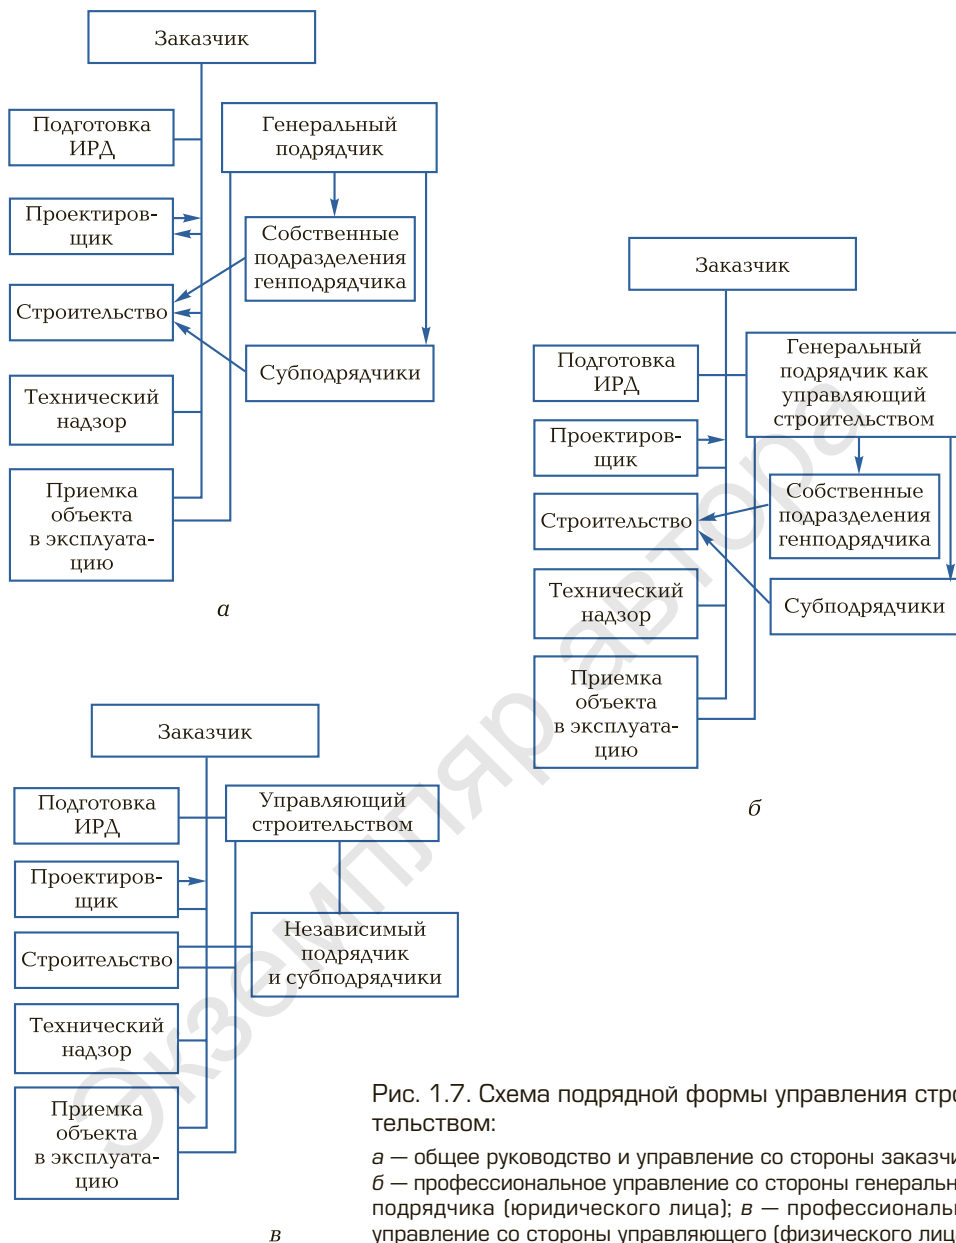 Заказчик
Подготовка
ИРД
Генеральный
подрядчик
Проектиров-
щик
Собственные
подразделения
генподрядчика
Строительство
Субподрядчики
Технический
надзор
Приемка
объекта
в эксплуата-
цию
а
Заказчик
Подготовка
ИРД
Генеральный
подрядчик как
управляющий
строительством
Проектиров-
щик
Собственные
подразделения
генподрядчика
Строительство
Технический
надзор
Субподрядчики
Приемка
объекта
в эксплуата-
цию
б
Заказчик
Подготовка
ИРД
Управляющий
строительством
Проектиров-
щик
Независимый
подрядчик
и субподрядчики
Строительство
Технический
надзор
Приемка
объекта
в эксплуата-
цию
в
Рис. 1.7. Схема подрядной формы управления стро
тельством:
а — общее руководство и управление со стороны заказчи
б — профессиональное управление со стороны генеральн
подрядчика (юридического лица); в — профессиональ
управление со стороны управляющего (физического лиц
Экземпляр автора